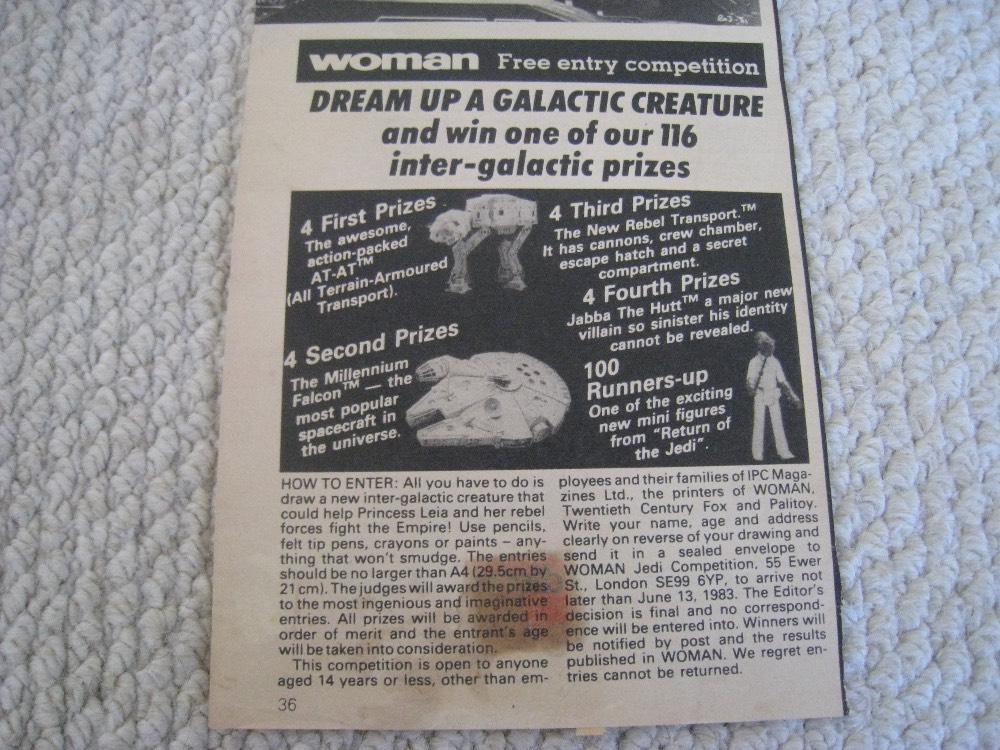 woman Free entry competition
DREAM UP A GALACTIC CREATURE
and win one of our 116
inter-galactic prizes
4 First Prizes
The awesome,
action-packed
AT-AT™
(All Terrain-Armoured
Transport).
4 Second Prizes
The Millennium
Falcon™ — the
most popular
spacecraft in
the universe.
4 Third Prizes
The New Rebel Transport.™
It has cannons, crew chamber,
escape hatch and a secret
compartment.
4 Fourth Prizes
Jabba The Hutt™ a major new
villain so sinister his identity
cannot be revealed.
100
Runners-up
One of the exciting
new mini figures
from "Return of
the Jedi".
HOW TO ENTER: All you have to do is
draw a new inter-galactic creature that
could help Princess Leia and her rebel
forces fight the Empire! Use pencils,
felt tip pens, crayons or paints – any-
thing that won't smudge. The entries
should be no larger than A4 (29.5cm by
21 cm). The judges will award the prizes
to the most ingenious and imaginative
entries. All prizes will be awarded in
order of merit and the entrant's age
will be taken into consideration.
This competition is open to anyone
aged 14 years or less, other than em-
ployees and their families of IPC Maga-
zines Ltd., the printers of WOMAN,
Twentieth Century Fox and Palitoy.
Write your name, age and address
clearly on reverse of your drawing and
send it in a sealed envelope to
WOMAN Jedi Competition, 55 Ewer
St., London SE99 6YP, to arrive not
later than June 13, 1983. The Editor's
decision is final and no correspond-
ence will be entered into. Winners will
be notified by post and the results
published in WOMAN. We regret en-
tries cannot be returned.
36